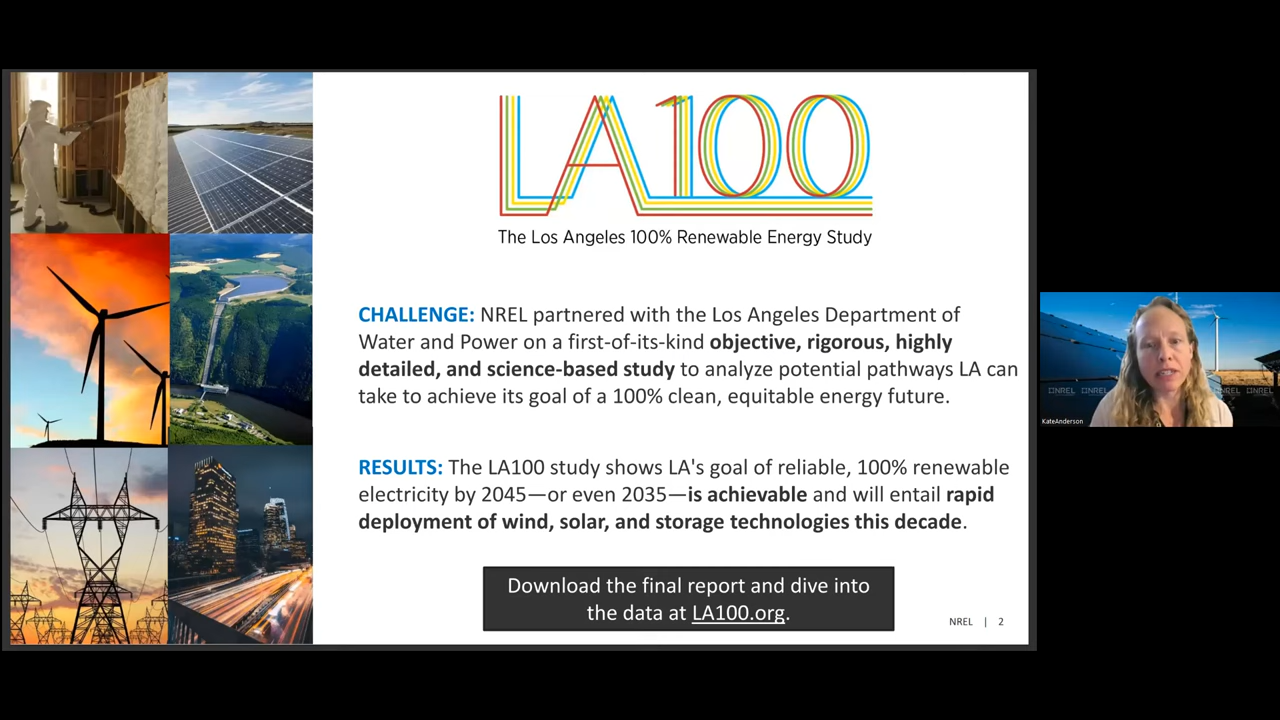 LA100
The Los Angeles 100% Renewable Energy Study
CHALLENGE: NREL partnered with the Los Angeles Department of
Water and Power on a first-of-its-kind objective, rigorous, highly
detailed, and science-based study to analyze potential pathways LA can
take to achieve its goal of a 100% clean, equitable energy future.
RESULTS: The LA100 study shows LA's goal of reliable, 100% renewable
electricity by 2045—or even 2035—is achievable and will entail rapid
deployment of wind, solar, and storage technologies this decade.
Download the final report and dive into
the data at LA100.org.
NREL | 2
NREL NREL NREL NREL
KateAnderson